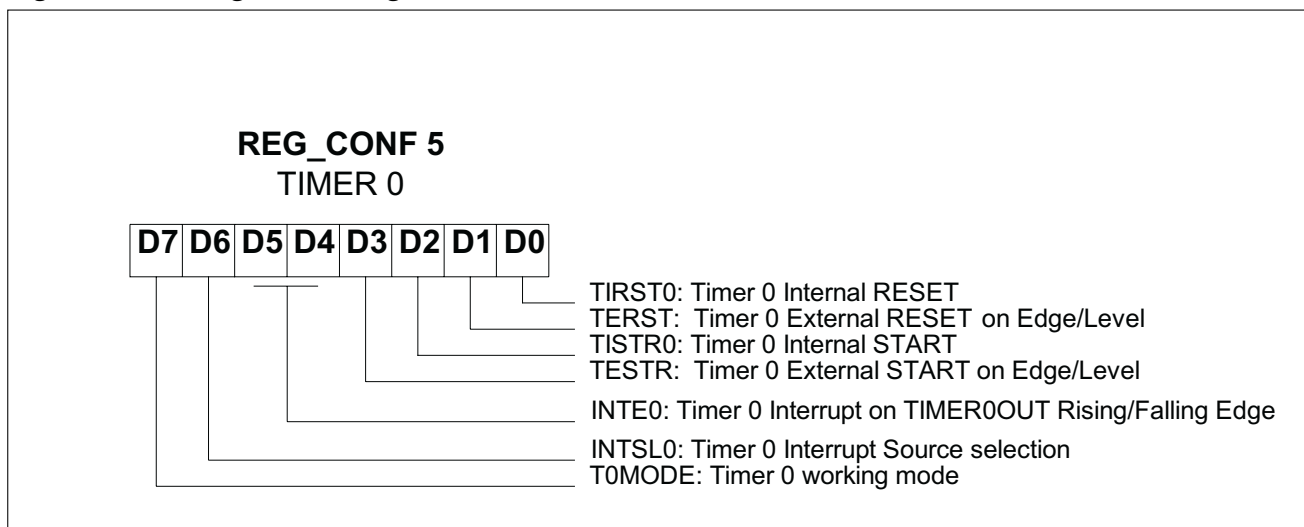 REG_CONF 5
TIMER 0
D7 D6 D5 D4 D3 D2 D1 D0
TIRST0: Timer 0 Internal RESET
TERST: Timer 0 External RESET on Edge/Level
TISTR0: Timer 0 Internal START
TESTR: Timer 0 External START on Edge/Level
INTE0: Timer 0 Interrupt on TIMER0OUT Rising/Falling Edge
INTSL0: Timer 0 Interrupt Source selection
T0MODE: Timer 0 working mode